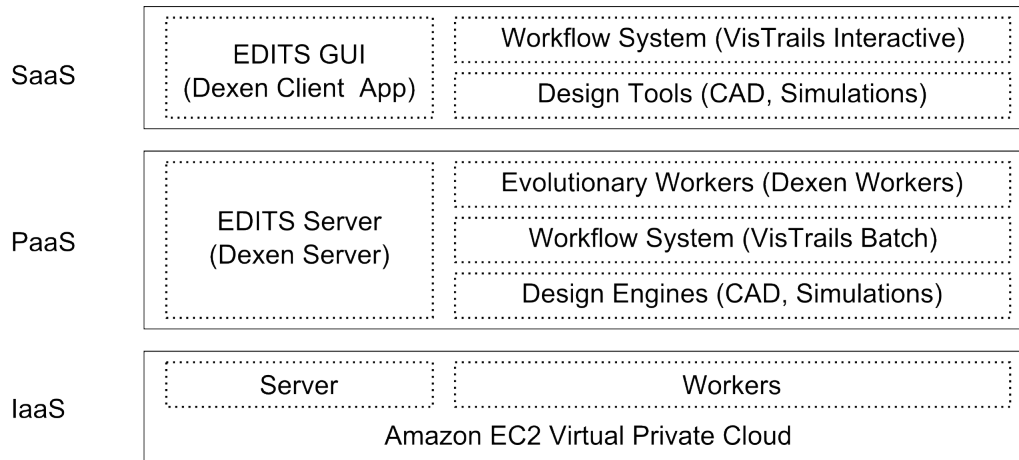 SaaS
EDITS GUI
(Dexen Client App)
Workflow System (VisTrails Interactive)
Design Tools (CAD, Simulations)
PaaS
EDITS Server
(Dexen Server)
Evolutionary Workers (Dexen Workers)
Workflow System (VisTrails Batch)
Design Engines (CAD, Simulations)
IaaS
Server
Workers
Amazon EC2 Virtual Private Cloud